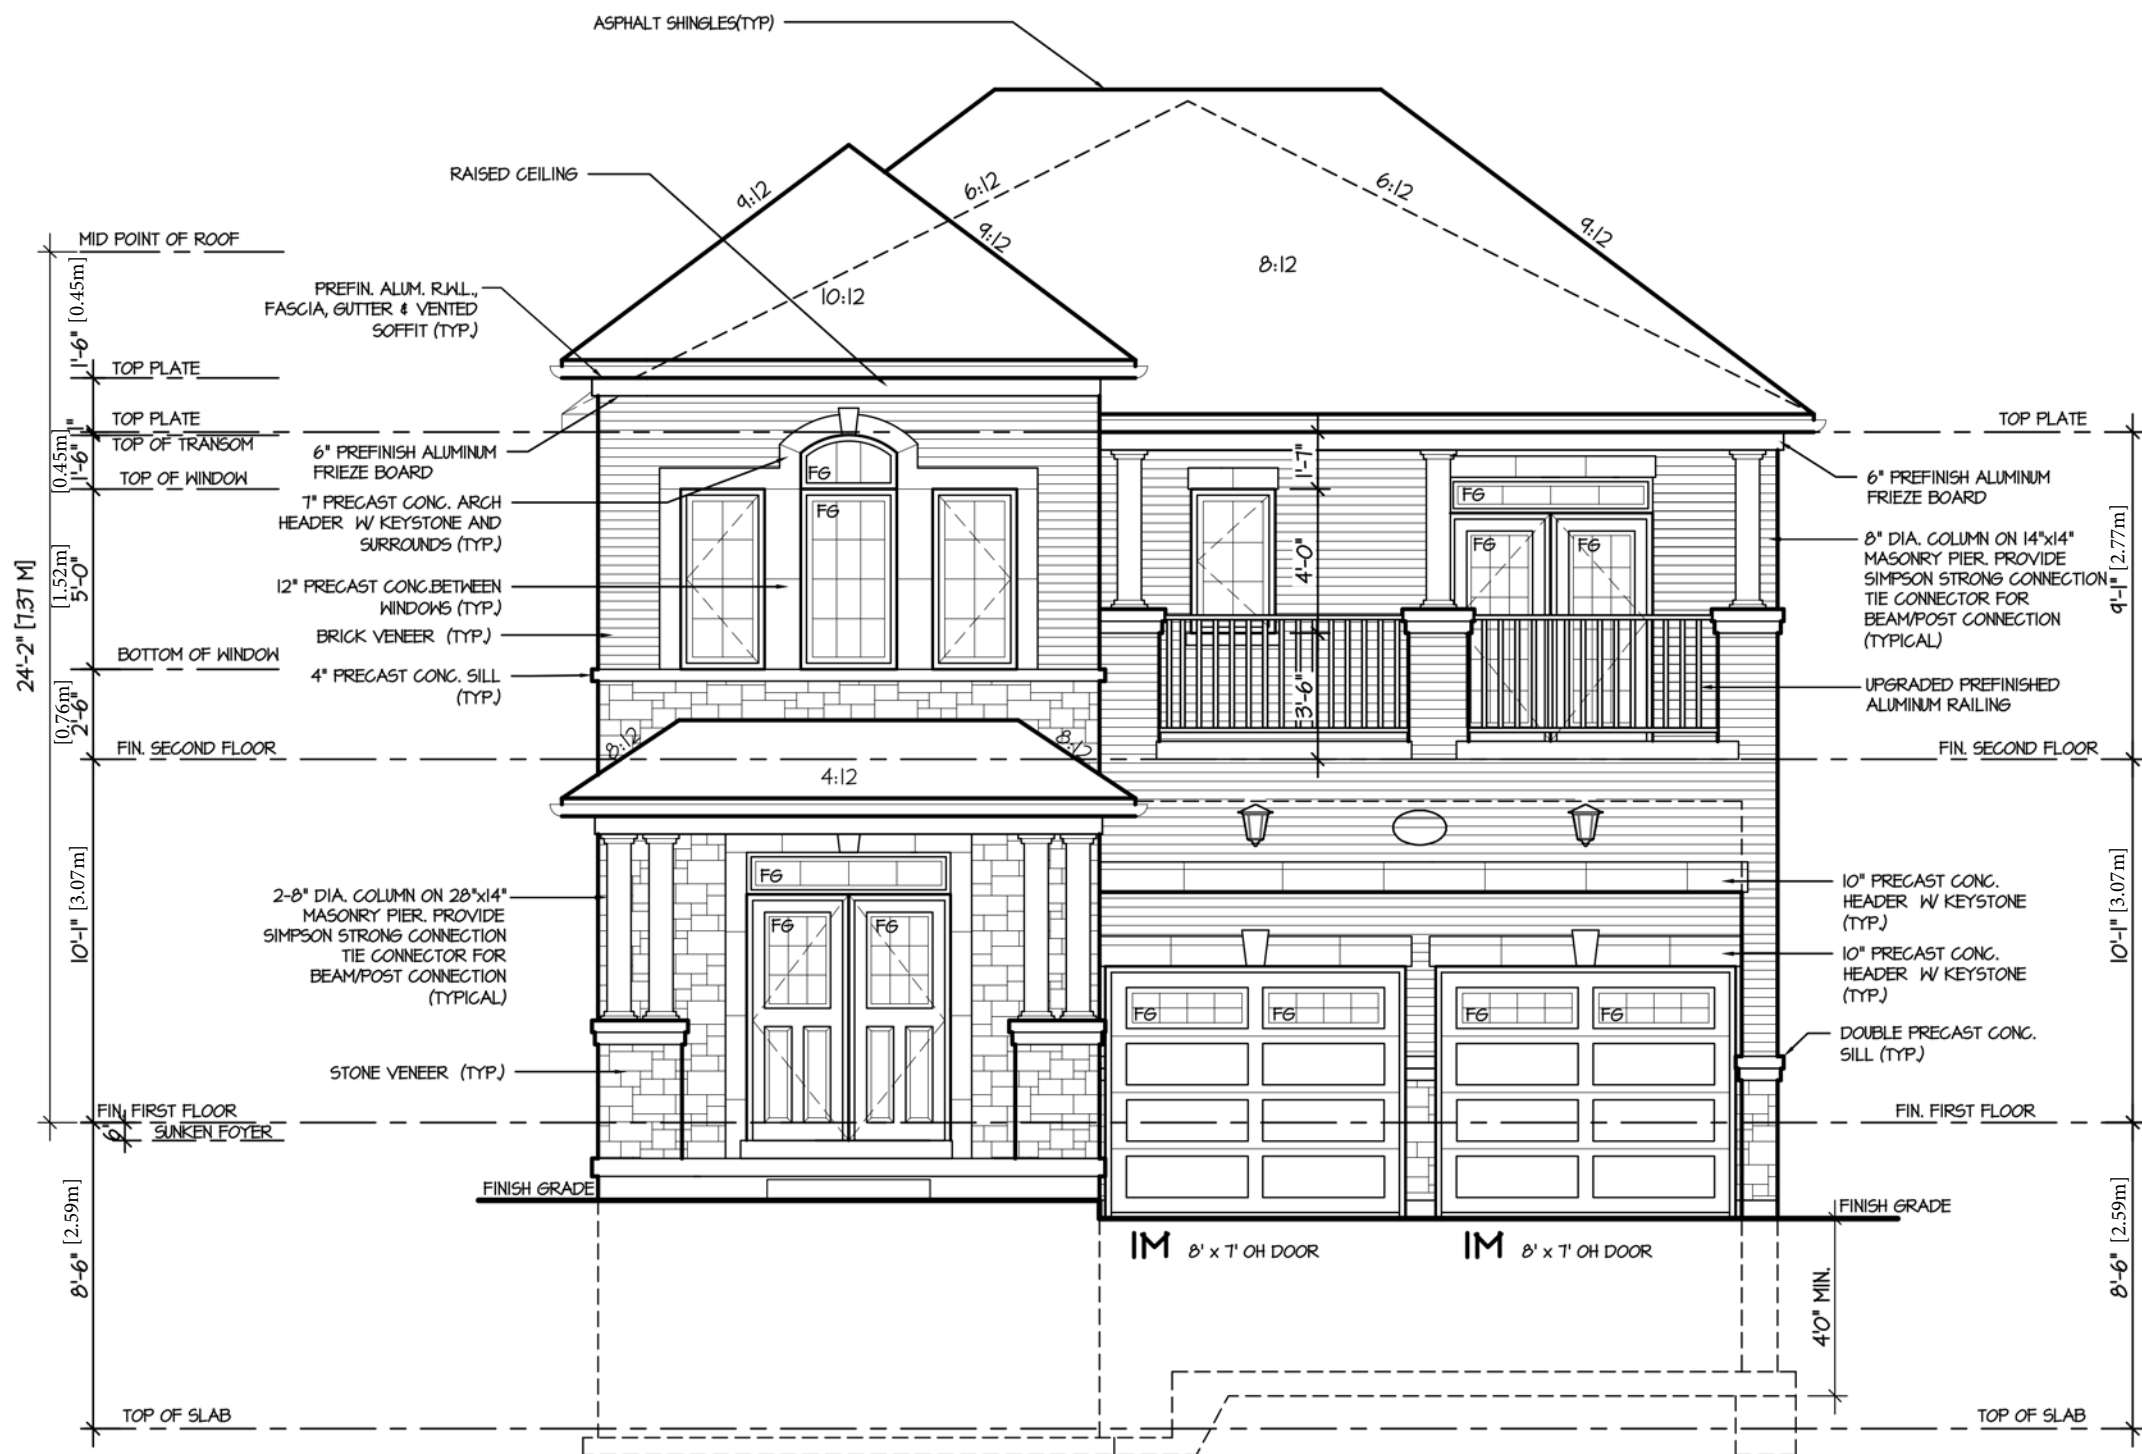 ASPHALT SHINGLES(TYP)
RAISED CEILING
9:12
6:12
9:12
6:12
9:12
8:12
10:12
MID POINT OF ROOF
1'-6" [0.45m]
PREFIN. ALUM. R.W.L.,
FASCIA, GUTTER & VENTED
SOFFIT (TYP.)
TOP PLATE
TOP PLATE
1"
TOP OF TRANSOM
1'-6" [0.45m]
TOP OF WINDOW
6" PREFINISH ALUMINUM
FRIEZE BOARD
7" PRECAST CONC. ARCH
HEADER W/ KEYSTONE AND
SURROUNDS (TYP.)
12" PRECAST CONC.BETWEEN
WINDOWS (TYP.)
BRICK VENEER (TYP.)
24'-2" [7.37 M]
5'-0" [1.52m]
BOTTOM OF WINDOW
4" PRECAST CONC. SILL
(TYP.)
2'-6" [0.76m]
FIN. SECOND FLOOR
FG
FG
1'-7"
4'-0"
3'-6"
FG
FG
FG
TOP PLATE
6" PREFINISH ALUMINUM
FRIEZE BOARD
8" DIA. COLUMN ON 14"x14"
MASONRY PIER. PROVIDE
SIMPSON STRONG CONNECTION
TIE CONNECTOR FOR
BEAM/POST CONNECTION
(TYPICAL)
9'-1" [2.77m]
UPGRADED PREFINISHED
ALUMINUM RAILING
FIN. SECOND FLOOR
8:12
8:12
4:12
10'-1" [3.07m]
2-8" DIA. COLUMN ON 28"x14"
MASONRY PIER. PROVIDE
SIMPSON STRONG CONNECTION
TIE CONNECTOR FOR
BEAM/POST CONNECTION
(TYPICAL)
STONE VENEER (TYP.)
FG
FG
FG
FG
FG
FG
FG
10" PRECAST CONC.
HEADER W/ KEYSTONE
(TYP.)
10" PRECAST CONC.
HEADER W/ KEYSTONE
(TYP.)
10'-1" [3.07m]
DOUBLE PRECAST CONC.
SILL (TYP.)
FIN. FIRST FLOOR
6"
SUNKEN FOYER
FIN. FIRST FLOOR
FINISH GRADE
FINISH GRADE
8'-6" [2.59m]
1M 8' x 7' OH DOOR
1M 8' x 7' OH DOOR
4'0" MIN.
8'-6" [2.59m]
TOP OF SLAB
TOP OF SLAB